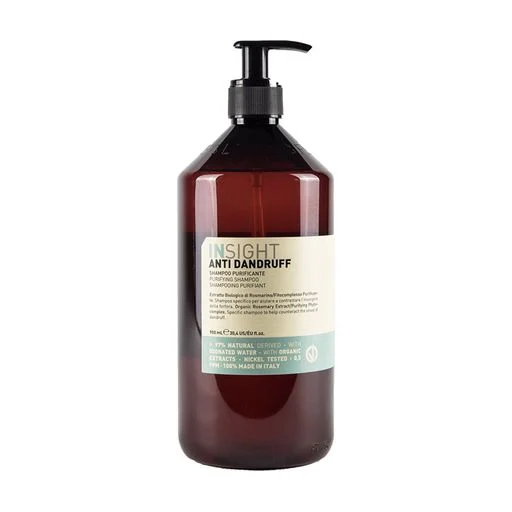 INSIGHT
ANTI DANDRUFF
SHAMPOO PURIFICANTE
PURIFYING SHAMPOO
SHAMPOOING PURIFIANT
Estratto Biologico di Rosmarino/Fitocomplesso Purifican-
te. Shampoo specifico per aiutare a contrastare l'insorgenza
della forfora. Organic Rosemary Extract/Purifying Phyto-
complex. Specific shampoo to help counteract the onset of
dandruff.
900 mL ℮ 30,4 US/ÉU fl.oz.
> 97% NATURAL DERIVED - WITH
OZONATED WATER - WITH ORGANIC
EXTRACTS - NICKEL TESTED < 0,5
PPM - 100% MADE IN ITALY